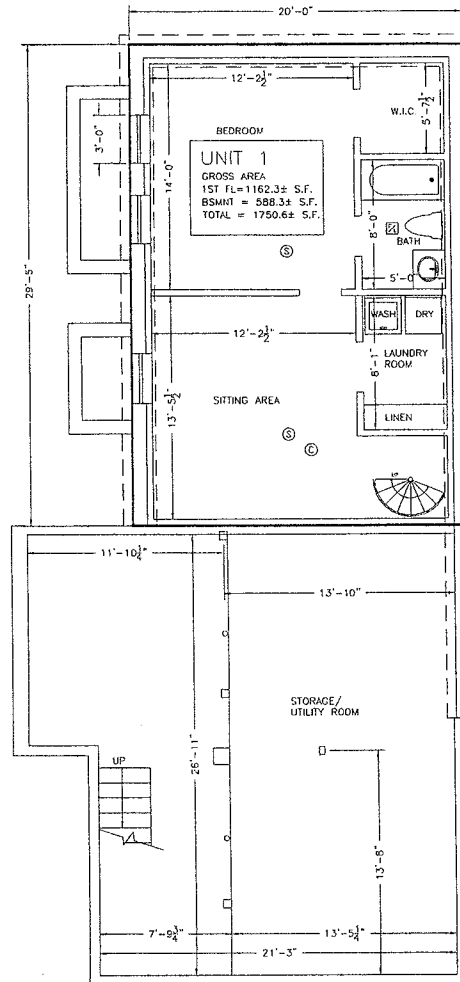 20'-0"
12'-2½"
5'-7½"
W.I.C.
3'-0"
BEDROOM
14'-0"
UNIT 1
GROSS AREA
1ST FL=1162.3± S.F.
BSMNT = 588.3± S.F.
TOTAL = 1750.6± S.F.
8'-0"
BATH
S
5'-0"
29'-5"
WASH
DRY
12'-2½"
LAUNDRY
ROOM
8'-1"
13'-5½"
SITTING AREA
LINEN
S
C
11'-10¾"
13'-10"
STORAGE/
UTILITY ROOM
26'-11"
UP
13'-8"
7'-9¾"
13'-5¼"
21'-3"